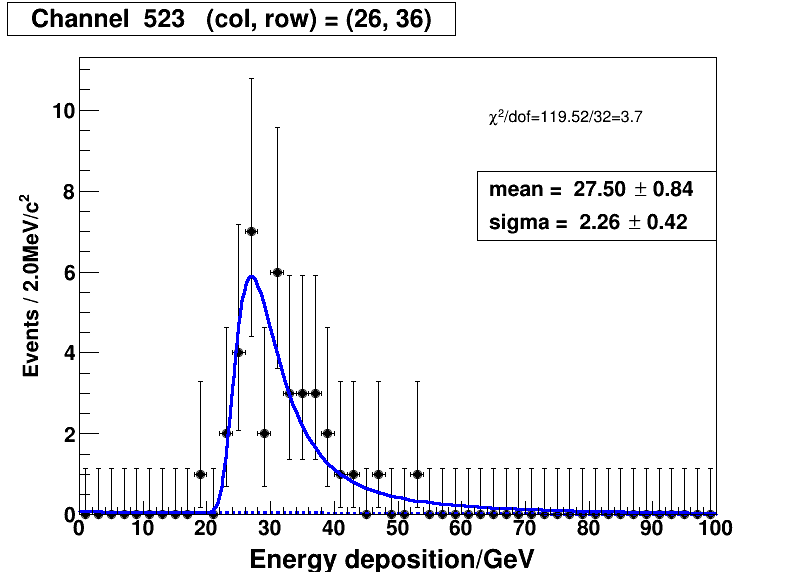 Channel 523 (col, row) = (26, 36)
χ²/dof=119.52/32=3.7
mean = 27.50 ± 0.84
sigma = 2.26 ± 0.42
Events / 2.0MeV/c²
10
8
6
4
2
0
0 10 20 30 40 50 60 70 80 90 100
Energy deposition/GeV